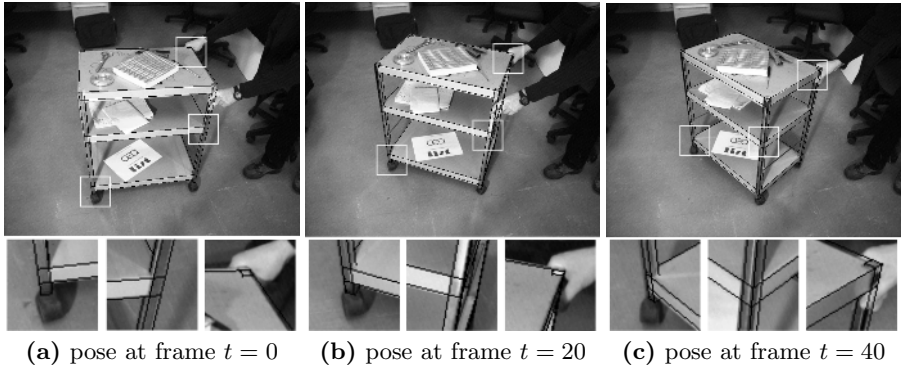 (a) pose at frame t = 0
(b) pose at frame t = 20
(c) pose at frame t = 40